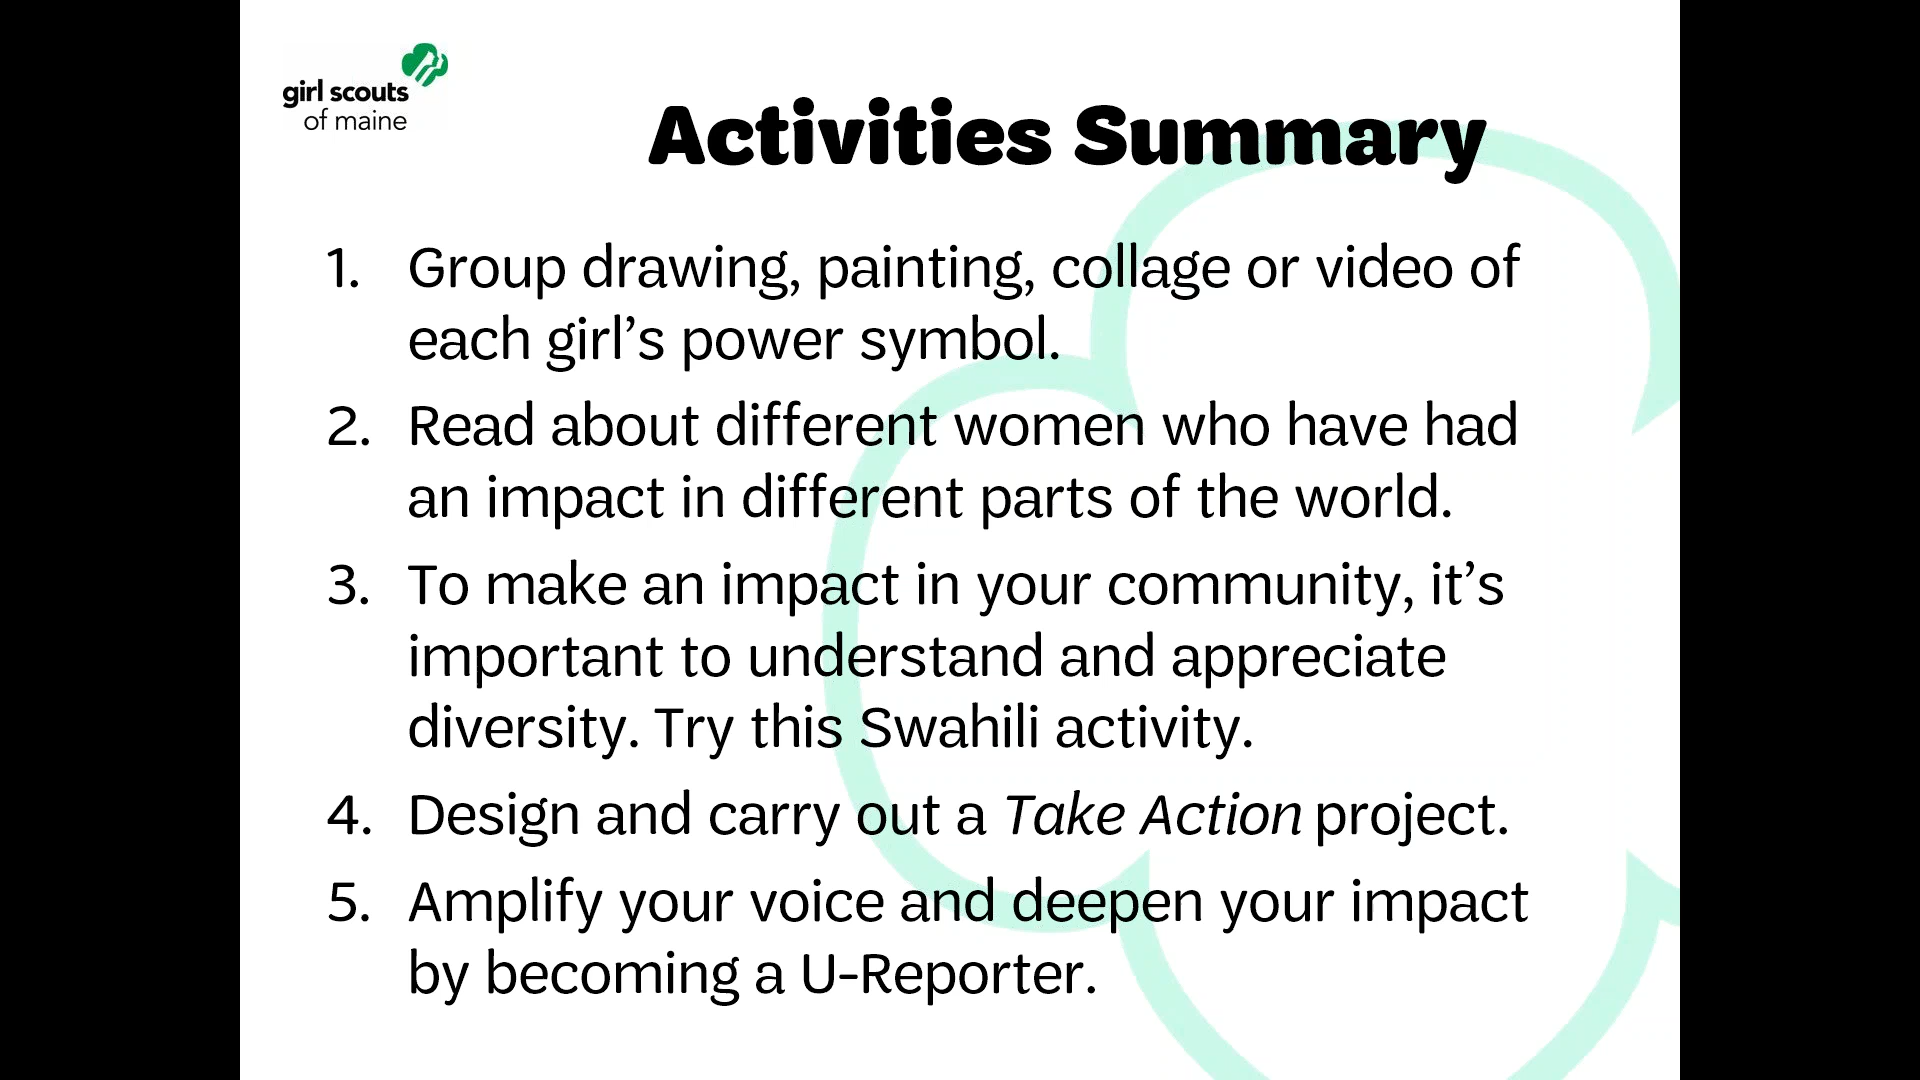 girl scouts
of maine
Activities Summary
1. Group drawing, painting, collage or video of
each girl’s power symbol.
2. Read about different women who have had
an impact in different parts of the world.
3. To make an impact in your community, it’s
important to understand and appreciate
diversity. Try this Swahili activity.
4. Design and carry out a Take Action project.
5. Amplify your voice and deepen your impact
by becoming a U-Reporter.